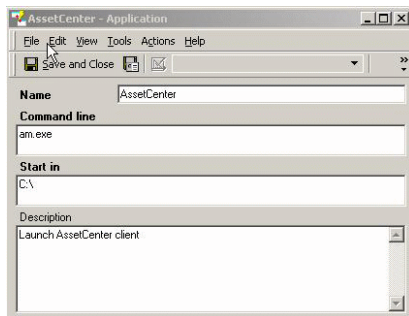 AssetCenter - Application
File Edit View Tools Actions Help
Save and Close
Name AssetCenter
Command line
am.exe
Start in
C:\
Description
Launch AssetCenter client